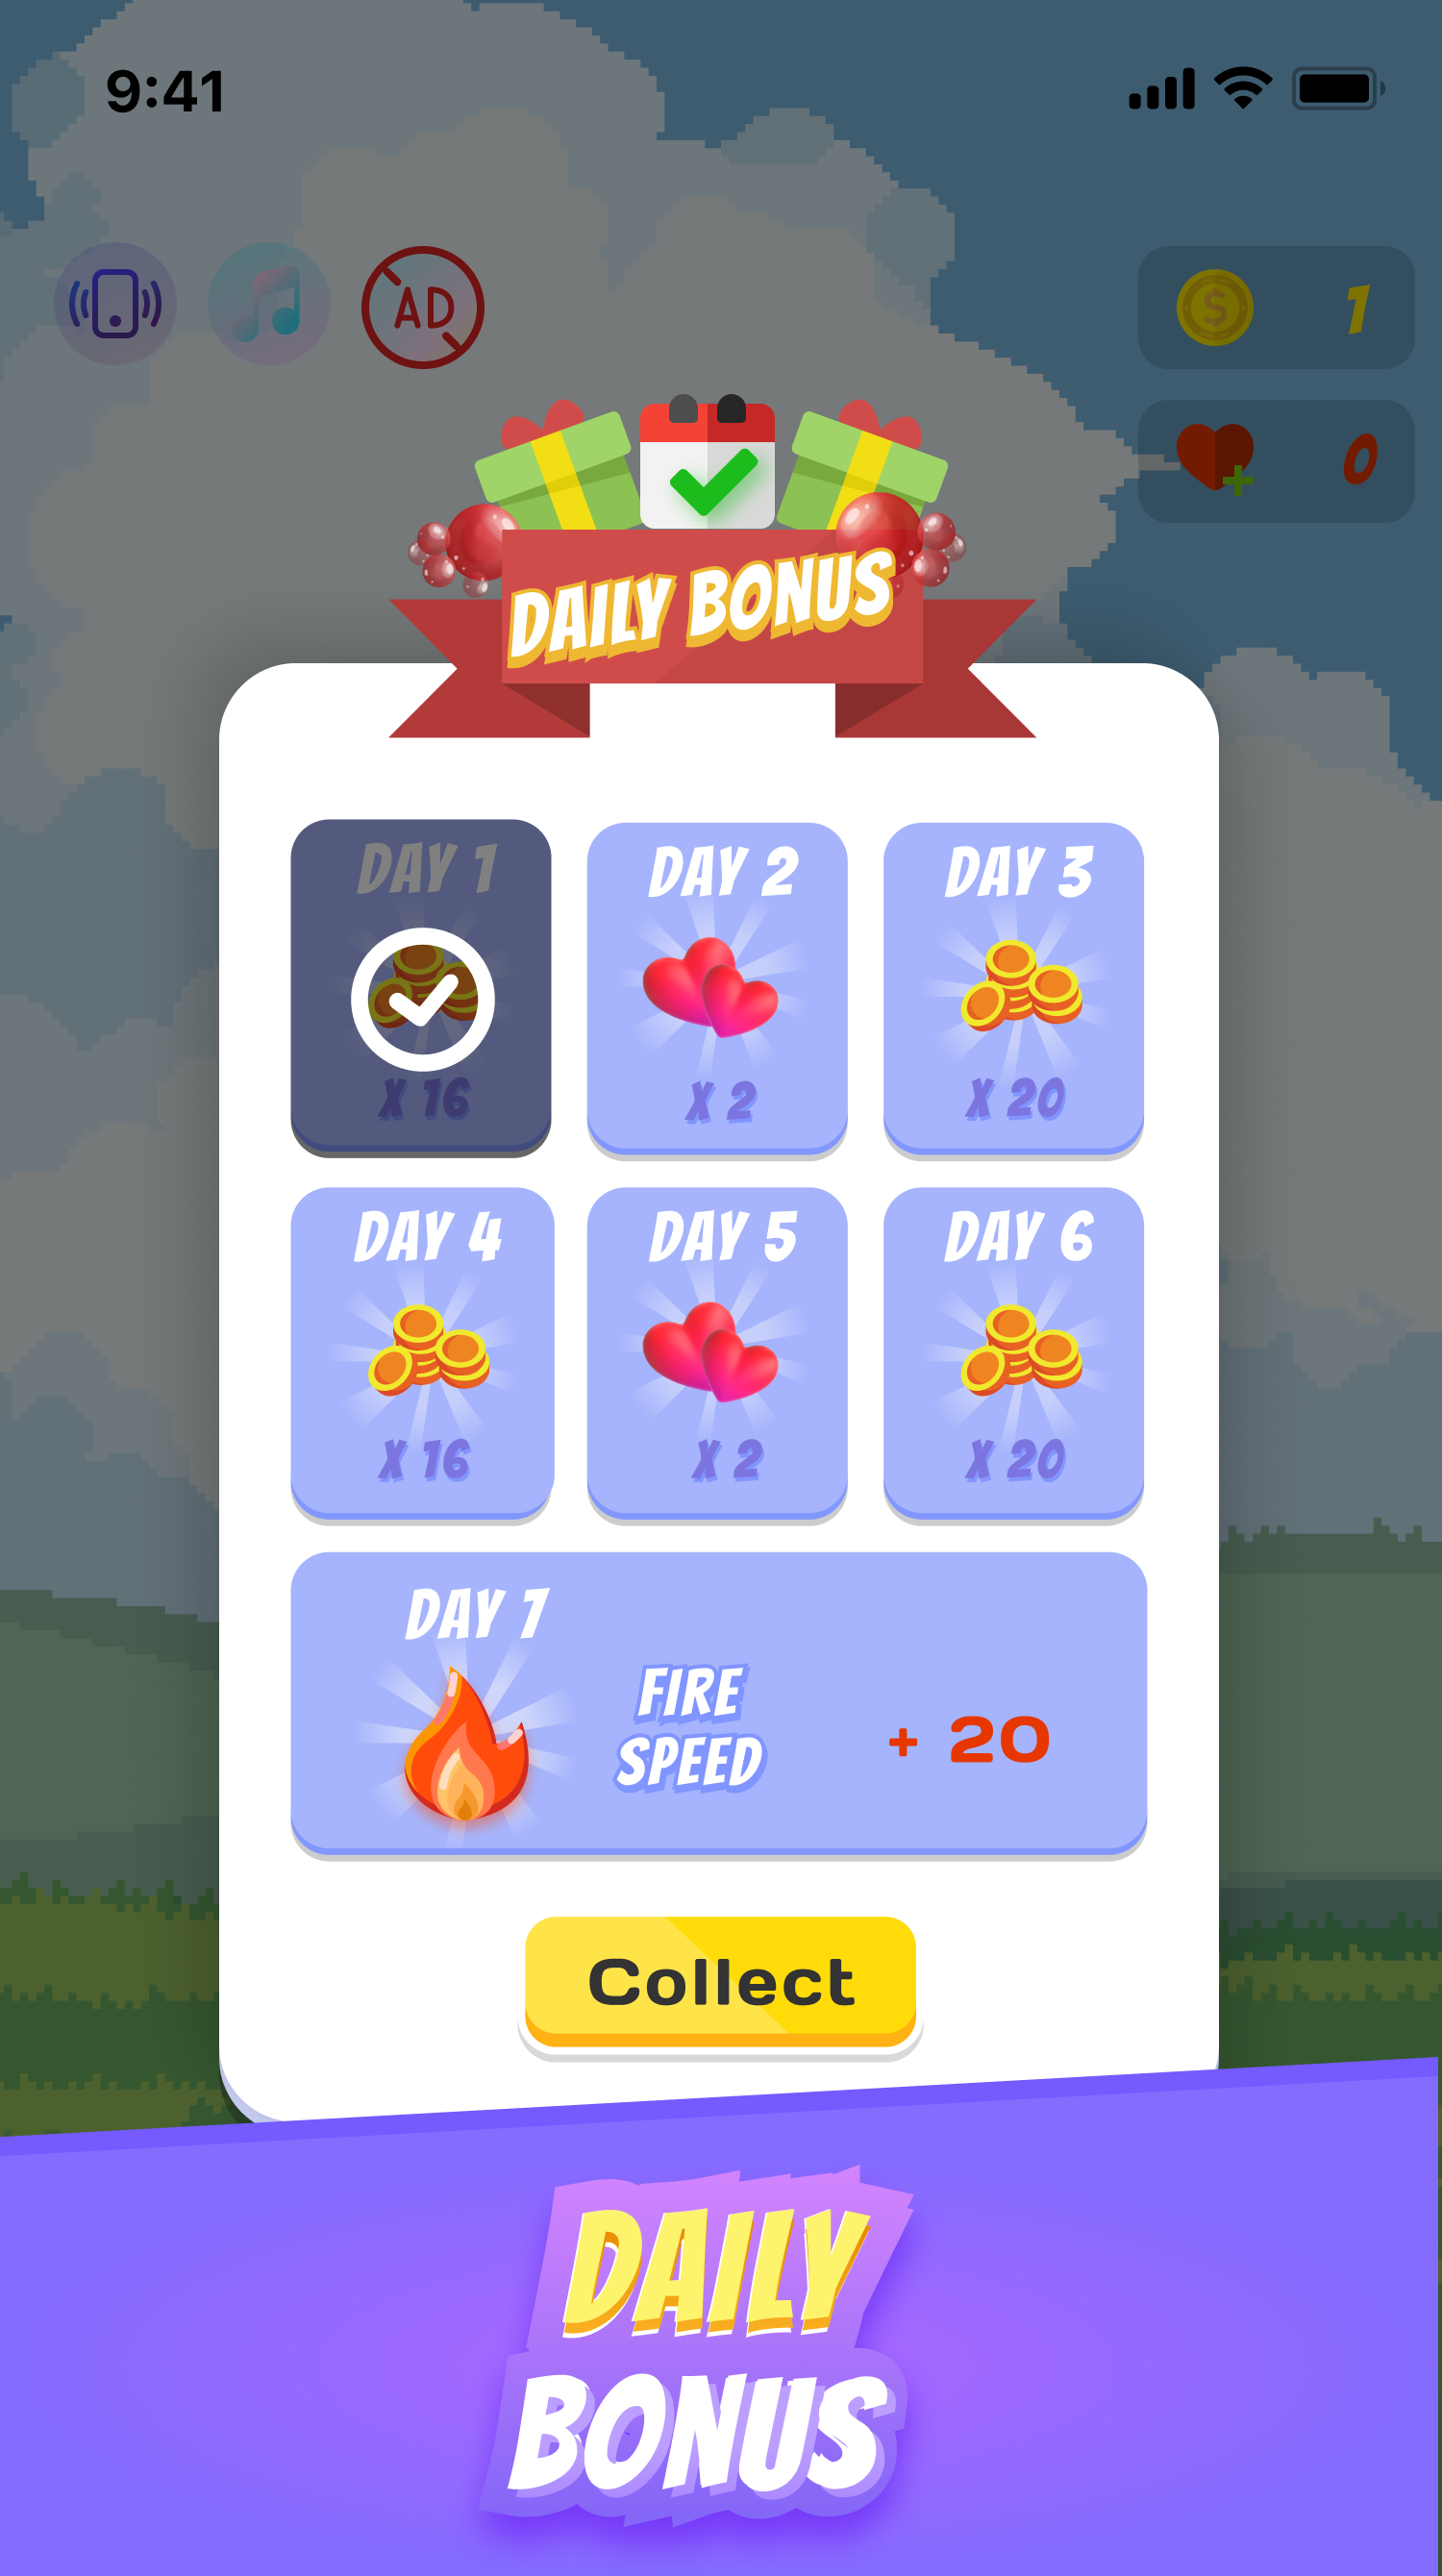 9:41
AD
$
1
0
DAILY BONUS
DAY 1
X 16
DAY 2
X 2
DAY 3
X 20
DAY 4
X 16
DAY 5
X 2
DAY 6
X 20
DAY 7
FIRE
SPEED
+ 20
Collect
DAILY
BONUS